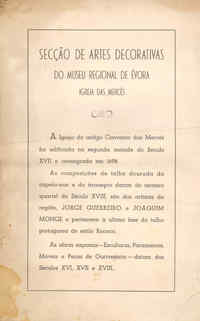 SECÇÃO DE ARTES DECORATIVAS
DO MUSEU REGIONAL DE ÉVORA
IGREJA DAS MERCÊS
A Igreja do antigo Convento das Mercês
foi edificada na segunda metade do Século
XVII e consagrada em 1698.
As composições de talha dourada da
capela-mor e do transepto datam do terceiro
quartel do Século XVIII, são dos artistas da
região, JORGE GUERREIRO e JOAQUIM
MONGE e pertencem à última fase da talha
portuguesa de estilo Rococó.
As obras expostas—Esculturas, Paramentos,
Móveis e Peças de Ourivesaria—datam dos
Séculos XVI, XVII e XVIII.